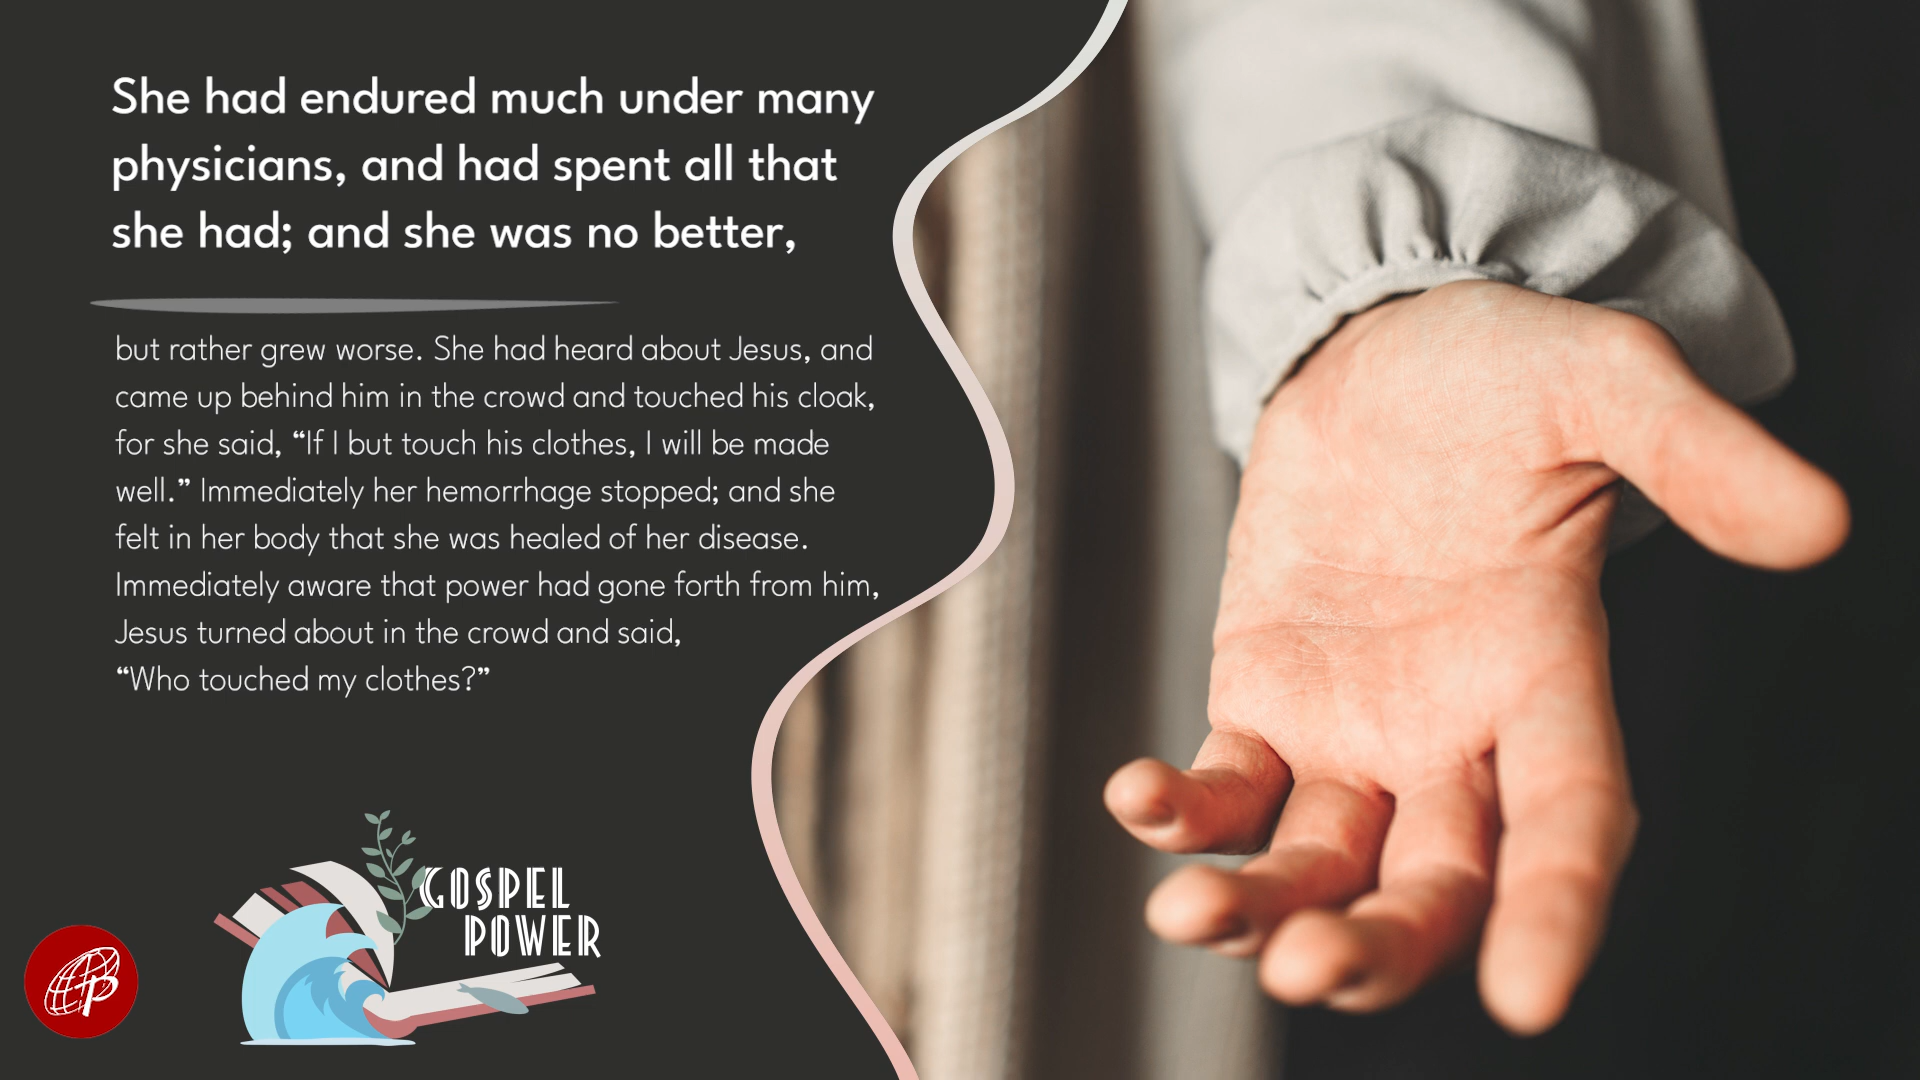 She had endured much under many
physicians, and had spent all that
she had; and she was no better,
but rather grew worse. She had heard about Jesus, and
came up behind him in the crowd and touched his cloak,
for she said, “If I but touch his clothes, I will be made
well.” Immediately her hemorrhage stopped; and she
felt in her body that she was healed of her disease.
Immediately aware that power had gone forth from him,
Jesus turned about in the crowd and said,
“Who touched my clothes?”
GOSPEL
POWER